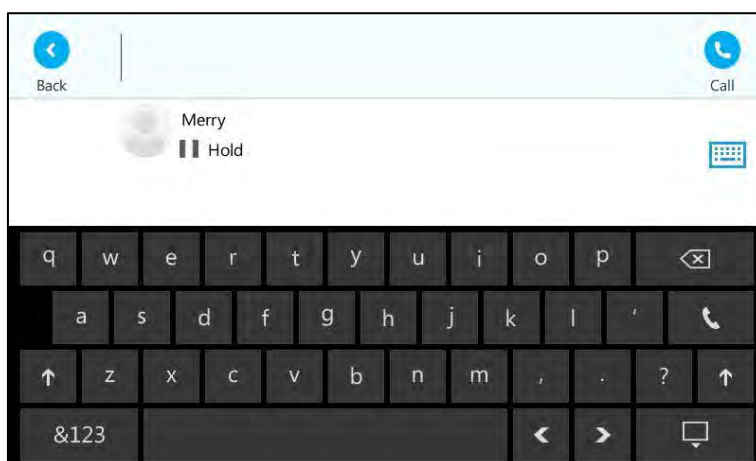 Back
Call
Merry
Hold
q w e r t y u i o p
a s d f g h j k l '
z x c v b n m , . ?
&123